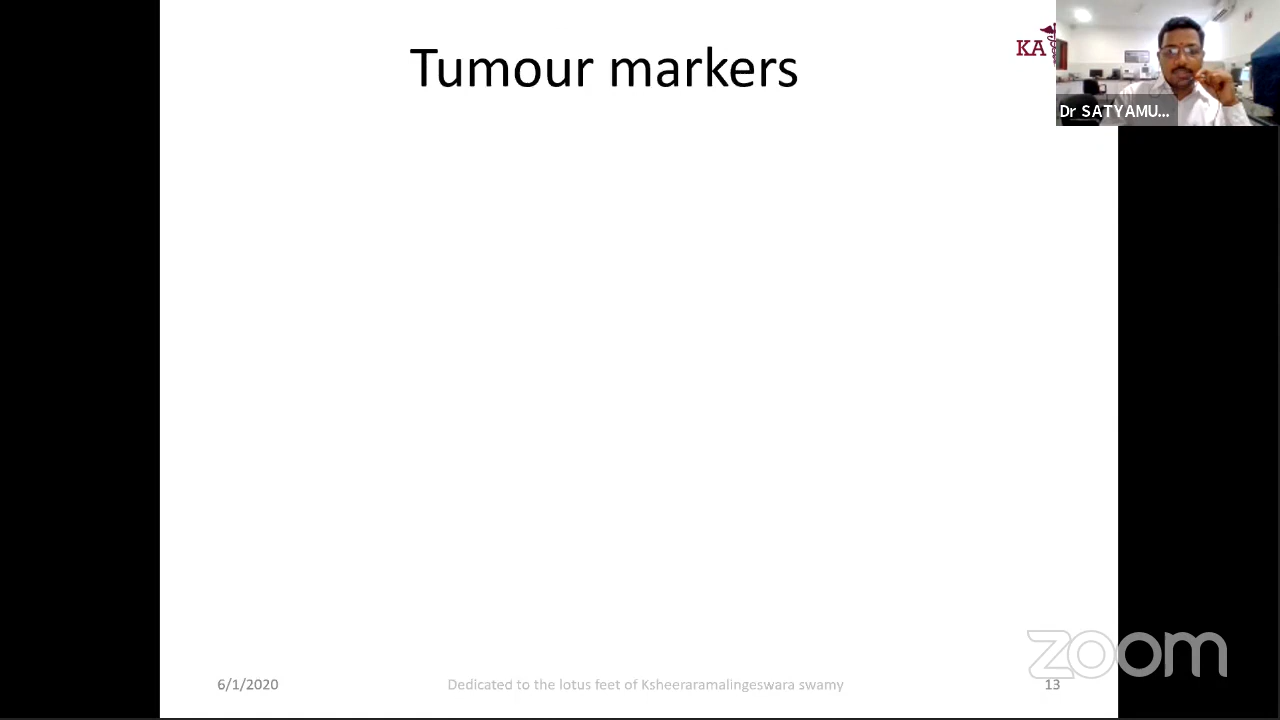 Tumour markers
KA
Dr SATYAMU...
zoom
6/1/2020
Dedicated to the lotus feet of Ksheeraramalingeswara swamy
13